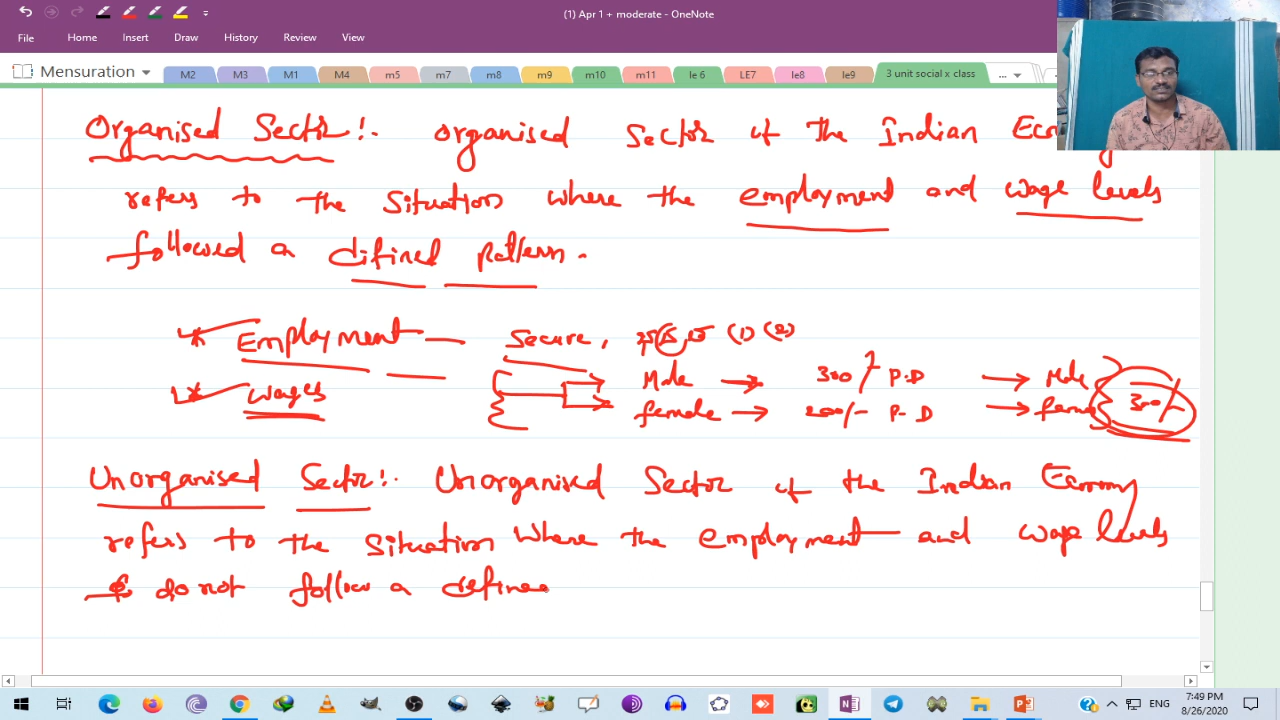 (1) Apr 1 + moderate - OneNote
File Home Insert Draw History Review View
Mensuration M2 M3 M1 M4 m5 m7 m8 m9 m10 m11 le 6 LE7 le8 le9 3 unit social x class ...
Organised Sector:. Organised Sector of the Indian
refers to the Situation where the employment and wage levels
followed a difined pattern.
* Employment — Secure, (1) (2)
* wages Male → 300/- P.D → Male
female → 200/- P-D → female 300/-
Unorganised Sector:. Unorganised Sector of the Indian Economy
refers to the Situation where the employment and wage levels
do not follow a define
ENG 7:49 PM
8/26/2020